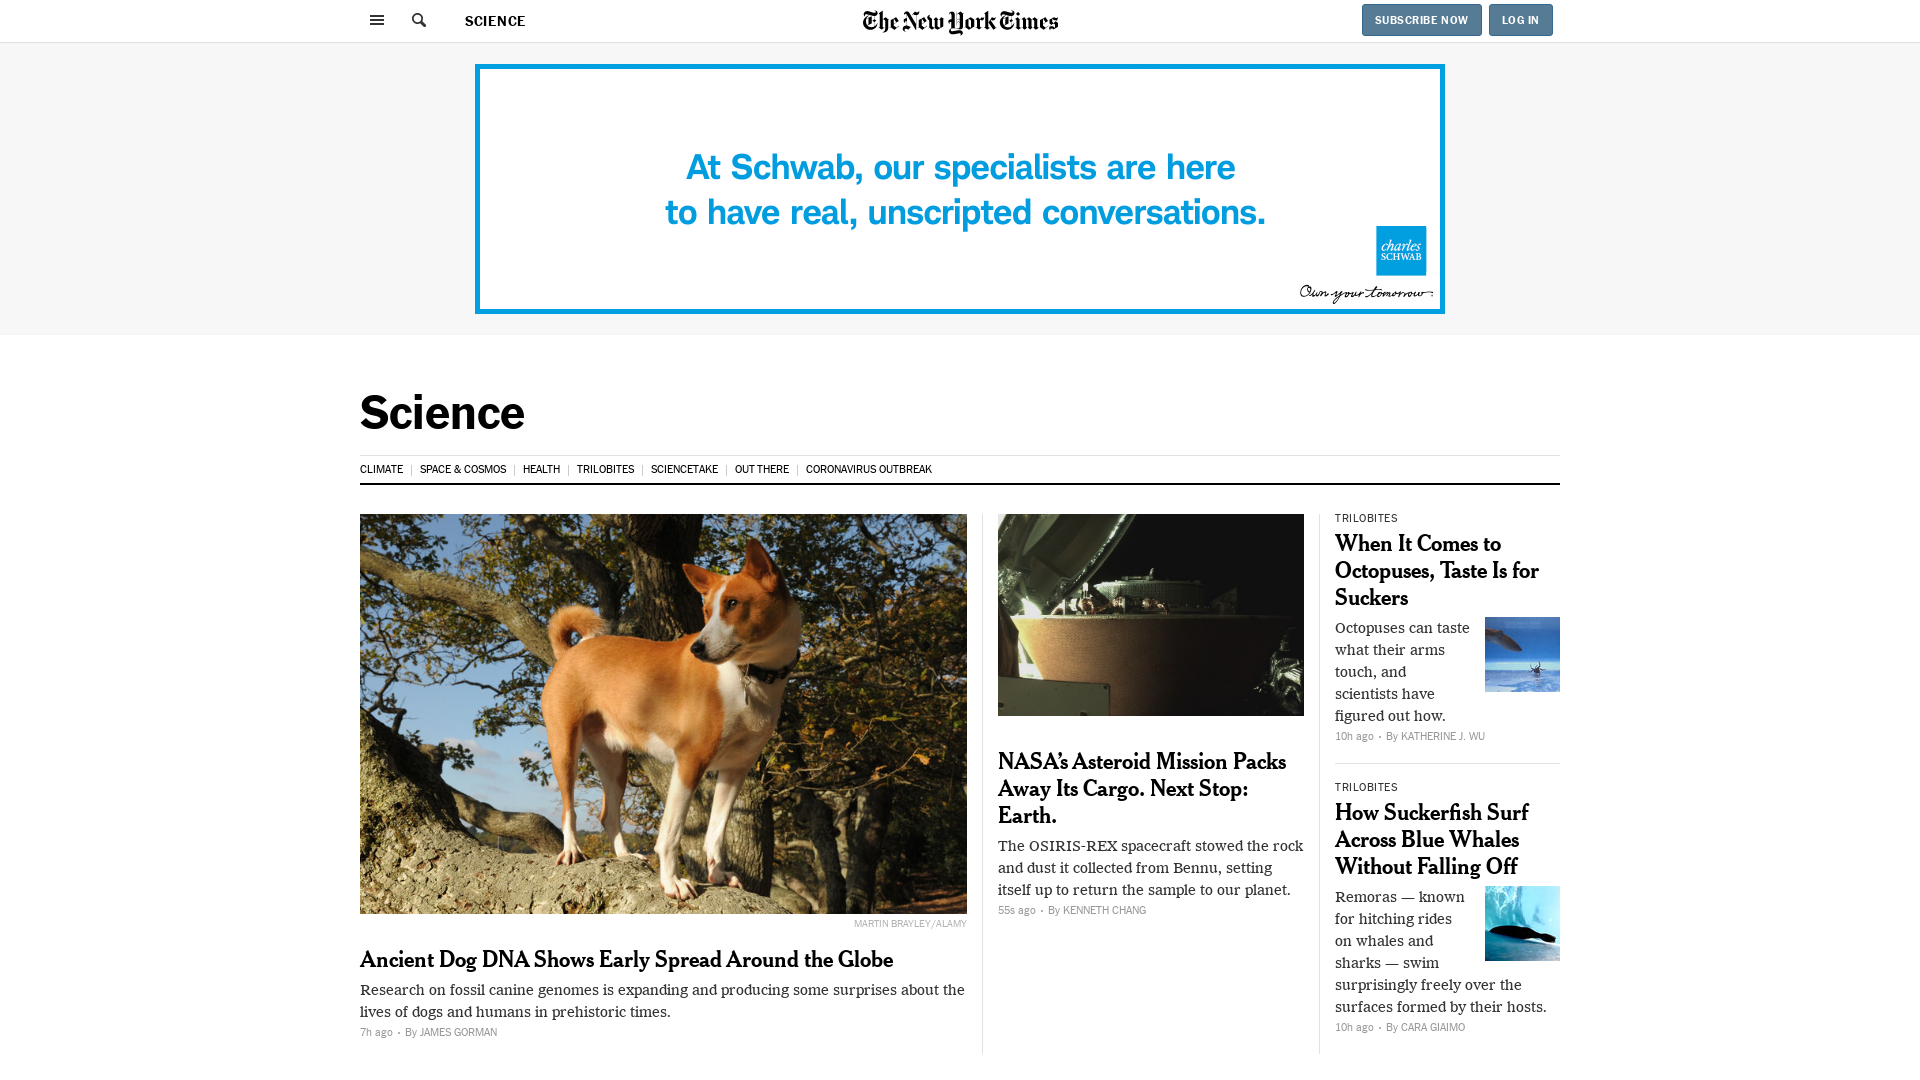 SCIENCE
The New York Times
SUBSCRIBE NOW
LOG IN
At Schwab, our specialists are here
to have real, unscripted conversations.
charles
SCHWAB
Own your tomorrow
Science
CLIMATE
SPACE & COSMOS
HEALTH
TRILOBITES
SCIENCETAKE
OUT THERE
CORONAVIRUS OUTBREAK
MARTIN BRAYLEY/ALAMY
Ancient Dog DNA Shows Early Spread Around the Globe
Research on fossil canine genomes is expanding and producing some surprises about the
lives of dogs and humans in prehistoric times.
7h ago • By JAMES GORMAN
NASA’s Asteroid Mission Packs
Away Its Cargo. Next Stop:
Earth.
The OSIRIS-REX spacecraft stowed the rock
and dust it collected from Bennu, setting
itself up to return the sample to our planet.
55s ago • By KENNETH CHANG
TRILOBITES
When It Comes to
Octopuses, Taste Is for
Suckers
Octopuses can taste
what their arms
touch, and
scientists have
figured out how.
10h ago • By KATHERINE J. WU
TRILOBITES
How Suckerfish Surf
Across Blue Whales
Without Falling Off
Remoras — known
for hitching rides
on whales and
sharks — swim
surprisingly freely over the
surfaces formed by their hosts.
10h ago • By CARA GIAIMO